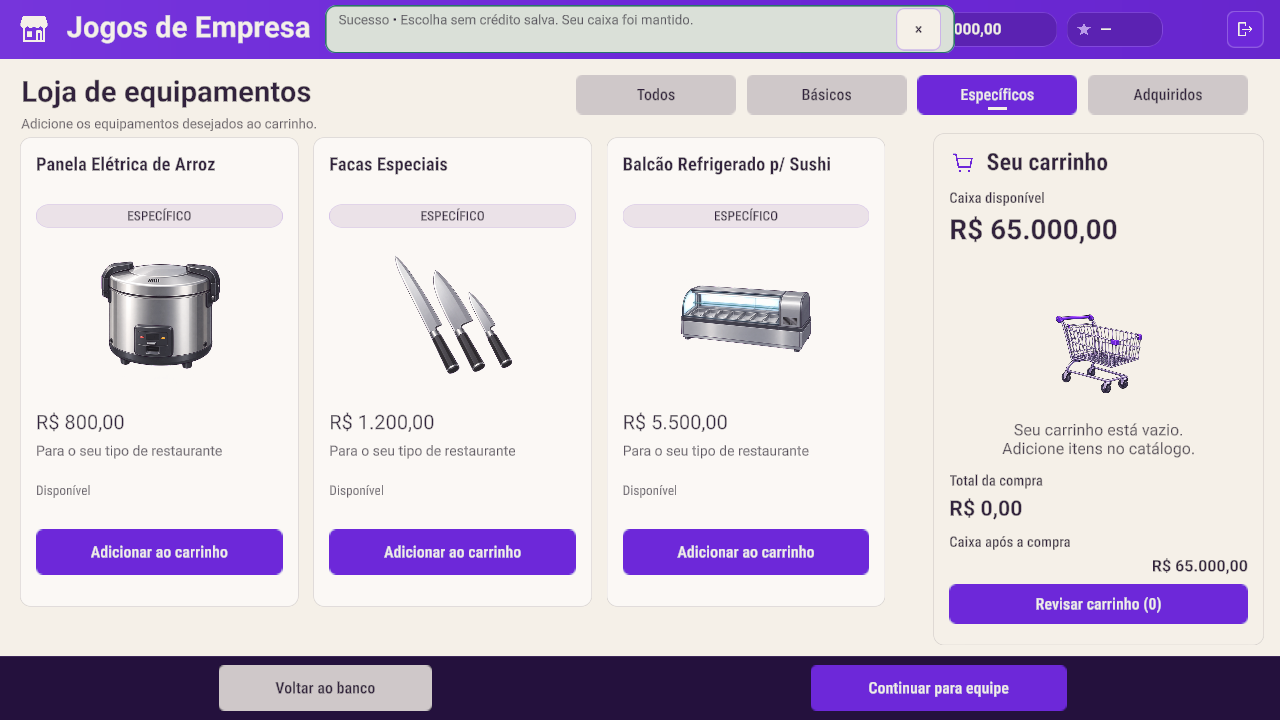 Jogos de Empresa
Sucesso • Escolha sem crédito salva. Seu caixa foi mantido.
×
000,00
—
Loja de equipamentos
Adicione os equipamentos desejados ao carrinho.
Todos
Básicos
Específicos
Adquiridos
Panela Elétrica de Arroz
ESPECÍFICO
R$ 800,00
Para o seu tipo de restaurante
Disponível
Adicionar ao carrinho
Facas Especiais
ESPECÍFICO
R$ 1.200,00
Para o seu tipo de restaurante
Disponível
Adicionar ao carrinho
Balcão Refrigerado p/ Sushi
ESPECÍFICO
R$ 5.500,00
Para o seu tipo de restaurante
Disponível
Adicionar ao carrinho
Seu carrinho
Caixa disponível
R$ 65.000,00
Seu carrinho está vazio.
Adicione itens no catálogo.
Total da compra
R$ 0,00
Caixa após a compra
R$ 65.000,00
Revisar carrinho (0)
Voltar ao banco
Continuar para equipe